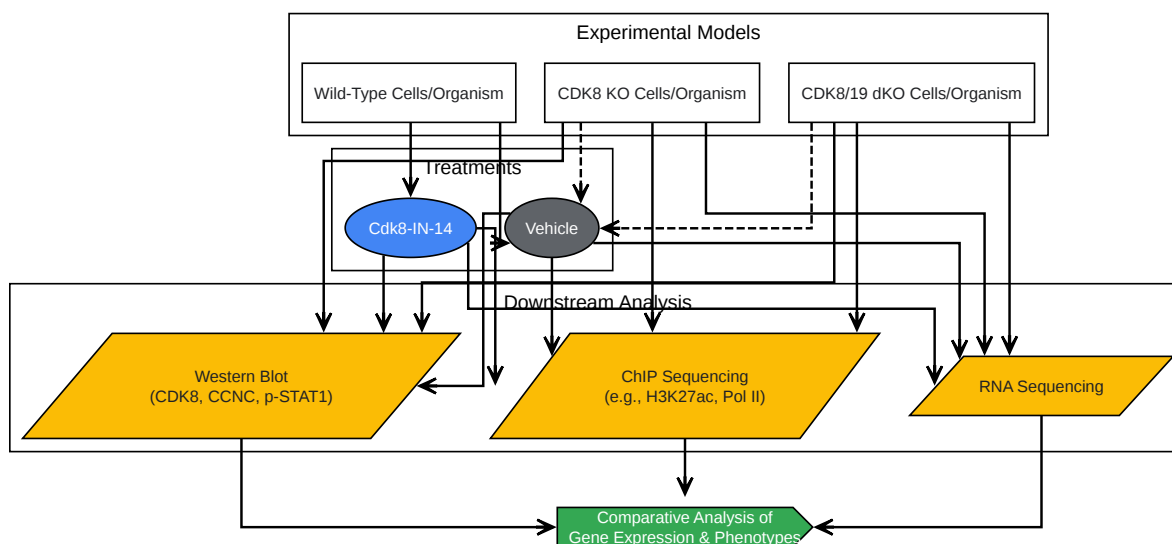 Experimental Models
Wild-Type Cells/Organism
CDK8 KO Cells/Organism
CDK8/19 dKO Cells/Organism
Treatments
Cdk8-IN-14
Vehicle
Downstream Analysis
Western Blot
(CDK8, CCNC, p-STAT1)
ChIP Sequencing
(e.g., H3K27ac, Pol II)
RNA Sequencing
Comparative Analysis of
Gene Expression & Phenotypes